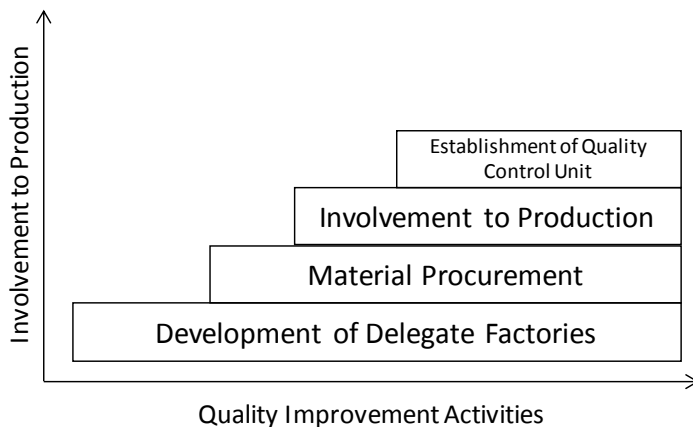 Involvement to Production
Establishment of Quality
Control Unit
Involvement to Production
Material Procurement
Development of Delegate Factories
Quality Improvement Activities